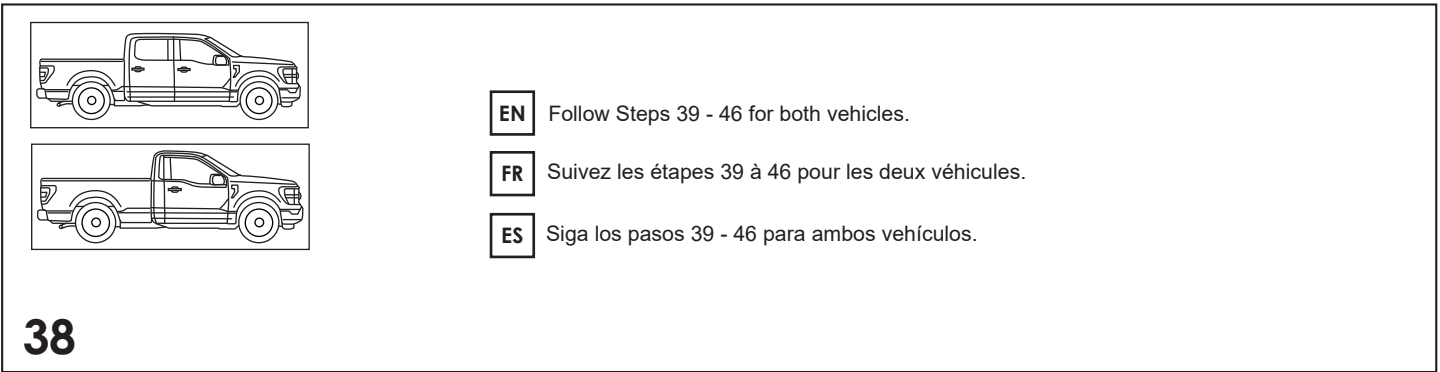 EN Follow Steps 39 - 46 for both vehicles.
FR Suivez les étapes 39 à 46 pour les deux véhicules.
ES Siga los pasos 39 - 46 para ambos vehículos.
38